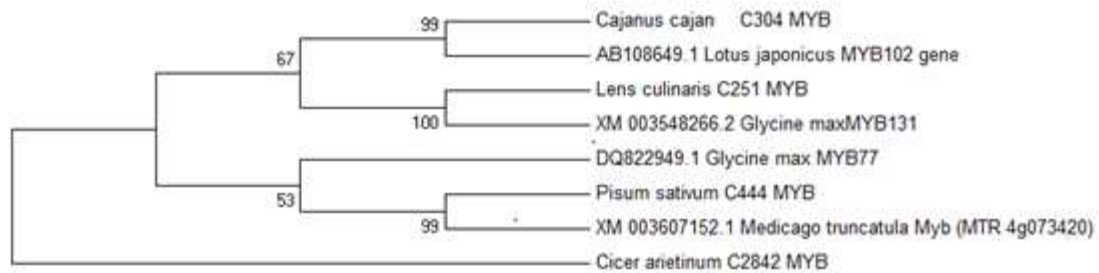 99
Cajanus cajan C304 MYB
AB108649.1 Lotus japonicus MYB102 gene
67
Lens culinaris C251 MYB
100
XM 003548266.2 Glycine maxMYB131
DQ822949.1 Glycine max MYB77
53
Pisum sativum C444 MYB
99
XM 003607152.1 Medicago truncatula Myb (MTR 4g073420)
Cicer arietinum C2842 MYB